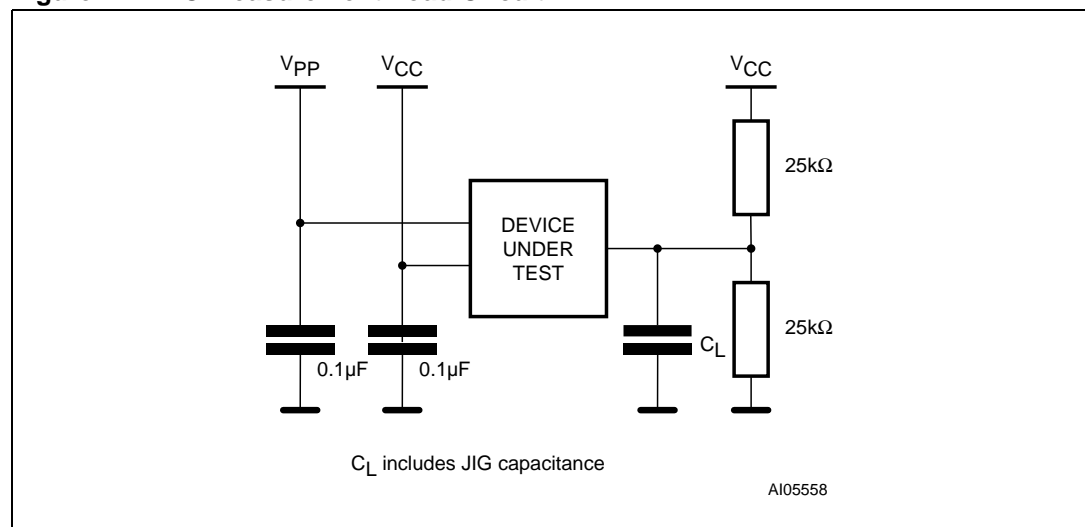 VPP
VCC
VCC
25kΩ
DEVICE
UNDER
TEST
25kΩ
CL
0.1µF
0.1µF
CL includes JIG capacitance
AI05558